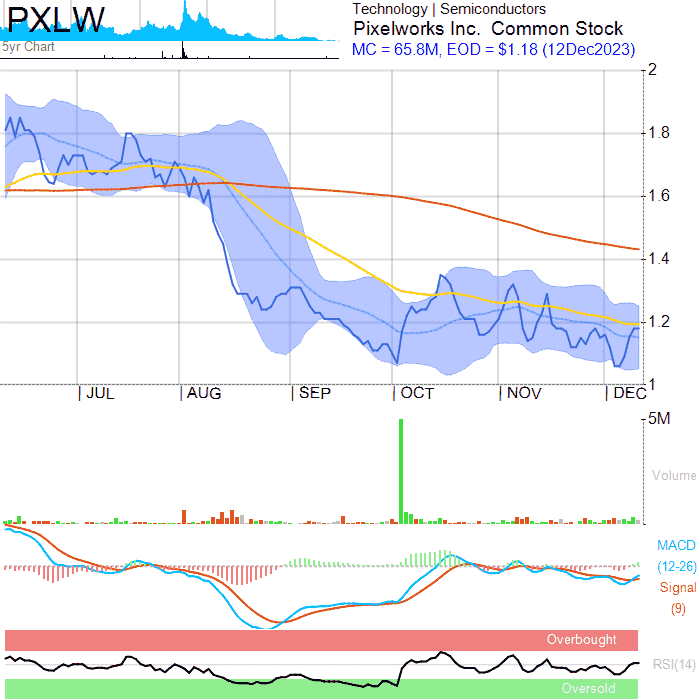 PXLW
5yr Chart
Technology | Semiconductors
Pixelworks Inc. Common Stock
MC = 65.8M, EOD = $1.18 (12Dec2023)
2
1.8
1.6
1.4
1.2
1
JUL AUG SEP OCT NOV DEC
5M
Volume
MACD
(12-26)
Signal
(9)
Overbought
RSI(14)
Oversold